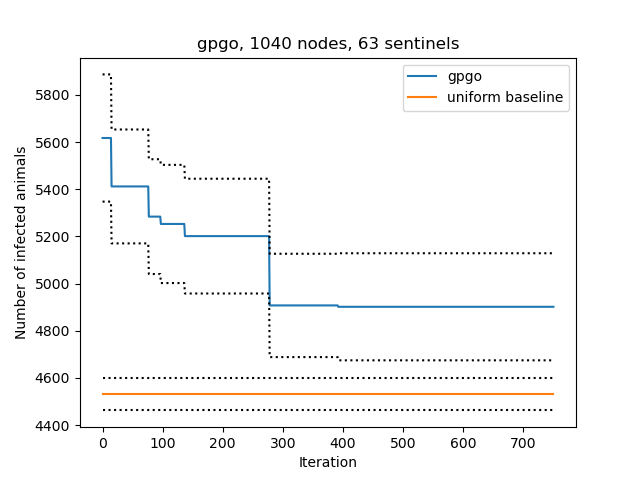 gpgo, 1040 nodes, 63 sentinels
gpgo
uniform baseline
Number of infected animals
5800
5600
5400
5200
5000
4800
4600
4400
0 100 200 300 400 500 600 700
Iteration